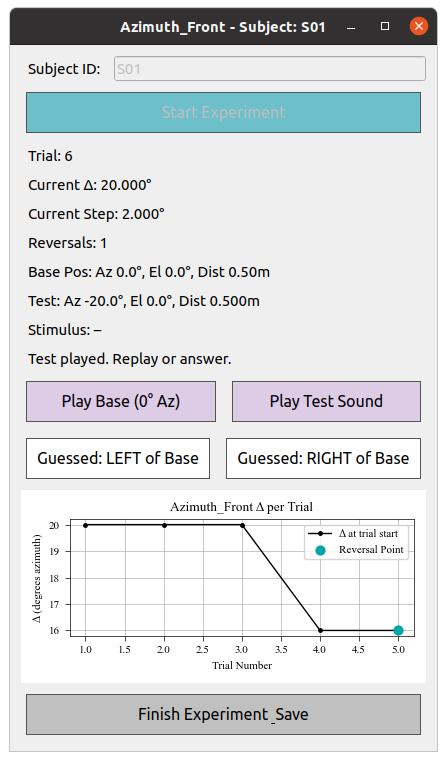 Azimuth_Front - Subject: S01
Subject ID: S01
Start Experiment
Trial: 6
Current Δ: 20.000°
Current Step: 2.000°
Reversals: 1
Base Pos: Az 0.0°, El 0.0°, Dist 0.50m
Test: Az -20.0°, El 0.0°, Dist 0.500m
Stimulus: –
Test played. Replay or answer.
Play Base (0° Az) Play Test Sound
Guessed: LEFT of Base Guessed: RIGHT of Base
Azimuth_Front Δ per Trial
Δ (degrees azimuth)
20
19
18
17
16
Δ at trial start
Reversal Point
1.0 1.5 2.0 2.5 3.0 3.5 4.0 4.5 5.0
Trial Number
Finish Experiment _Save